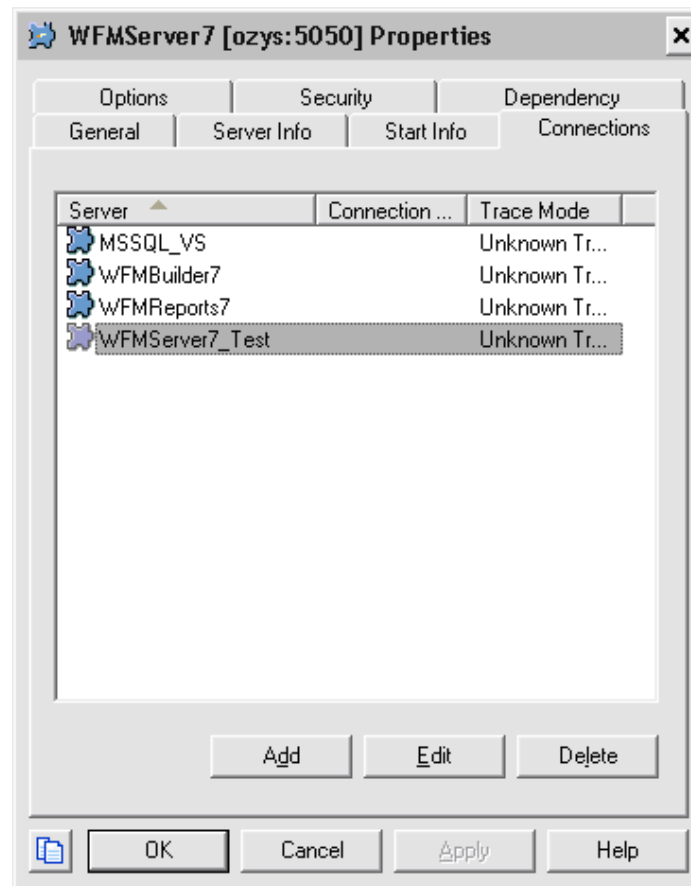 WFMServer7 [ozys:5050] Properties
Options Security Dependency
General Server Info Start Info Connections
Server Connection ... Trace Mode
MSSQL_VS Unknown Tr...
WFMBuilder7 Unknown Tr...
WFMReports7 Unknown Tr...
WFMServer7_Test Unknown Tr...
Add Edit Delete
OK Cancel Apply Help